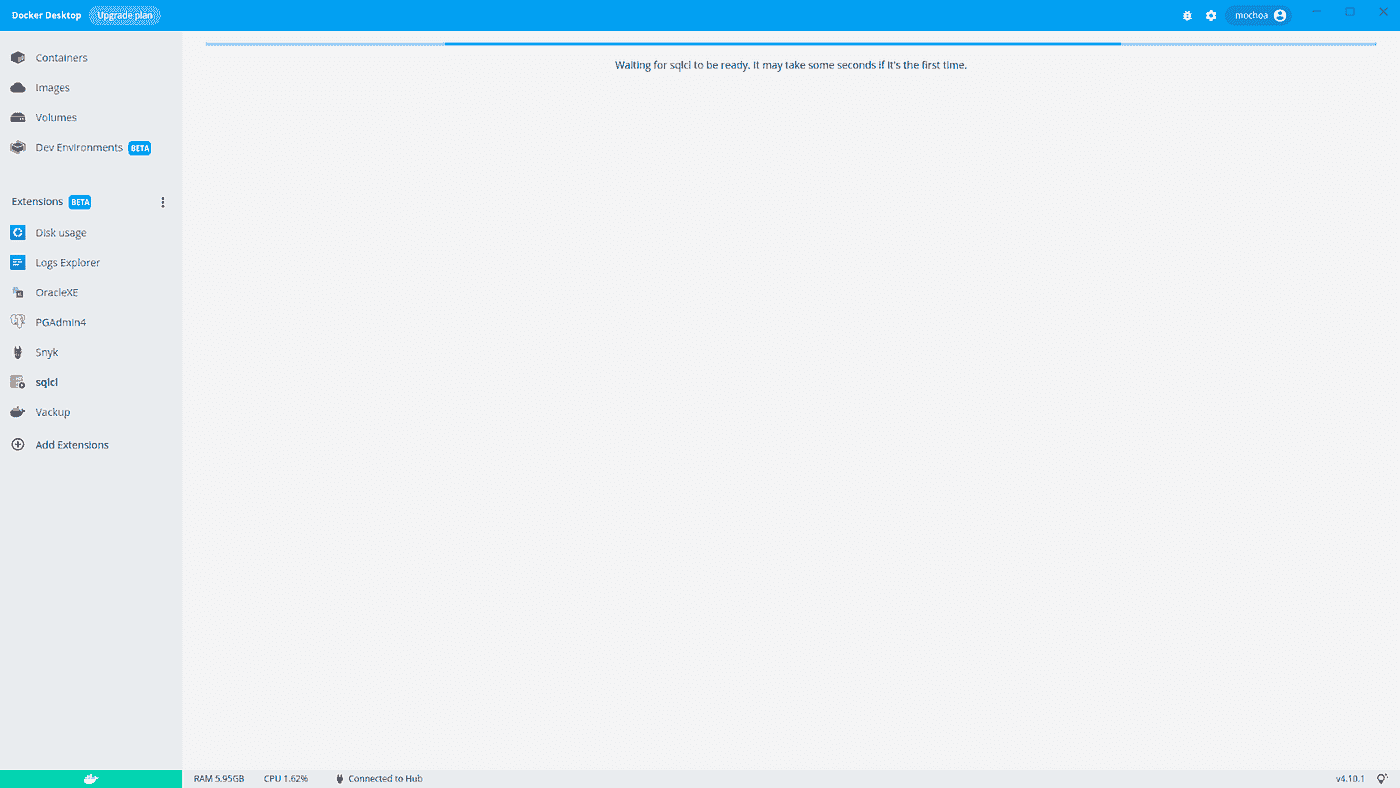 Docker Desktop Upgrade plan mochoa
Containers
Images
Volumes
Dev Environments BETA
Extensions BETA
Disk usage
Logs Explorer
OracleXE
PGAdmin4
Snyk
sqlcl
Vackup
Add Extensions
Waiting for sqlcl to be ready. It may take some seconds if it's the first time.
RAM 5.95GB CPU 1.62% Connected to Hub v4.10.1